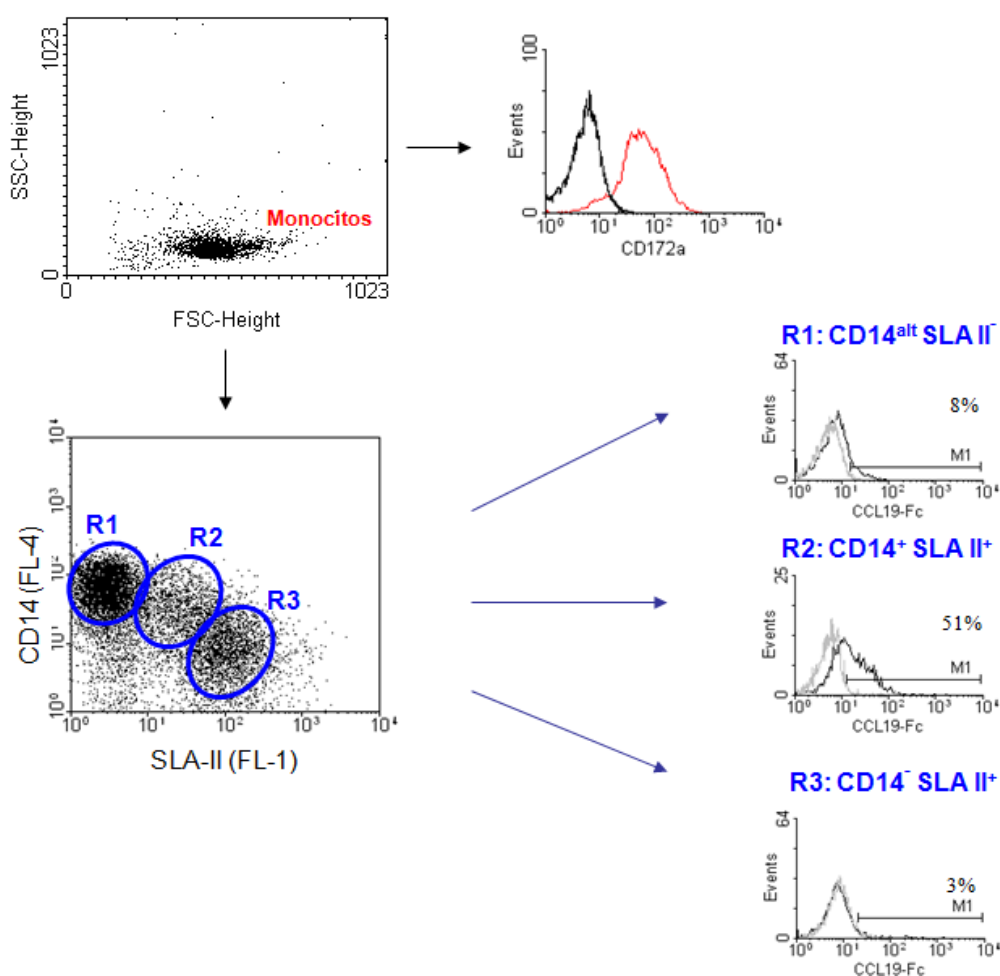 1023
SSC-Height
0
Monocitos
0
1023
FSC-Height
100
Events
0
10⁰ 10¹ 10² 10³ 10⁴
CD172a
10⁴
10³
10²
10¹
10⁰
CD14 (FL-4)
R1
R2
R3
10⁰ 10¹ 10² 10³ 10⁴
SLA-II (FL-1)
R1: CD14ᵃˡᵗ SLA II⁻
64
Events
0
8%
M1
10⁰ 10¹ 10² 10³ 10⁴
CCL19-Fc
R2: CD14⁺ SLA II⁺
25
Events
0
51%
M1
10⁰ 10¹ 10² 10³ 10⁴
CCL19-Fc
R3: CD14⁻ SLA II⁺
64
Events
0
3%
M1
10⁰ 10¹ 10² 10³ 10⁴
CCL19-Fc